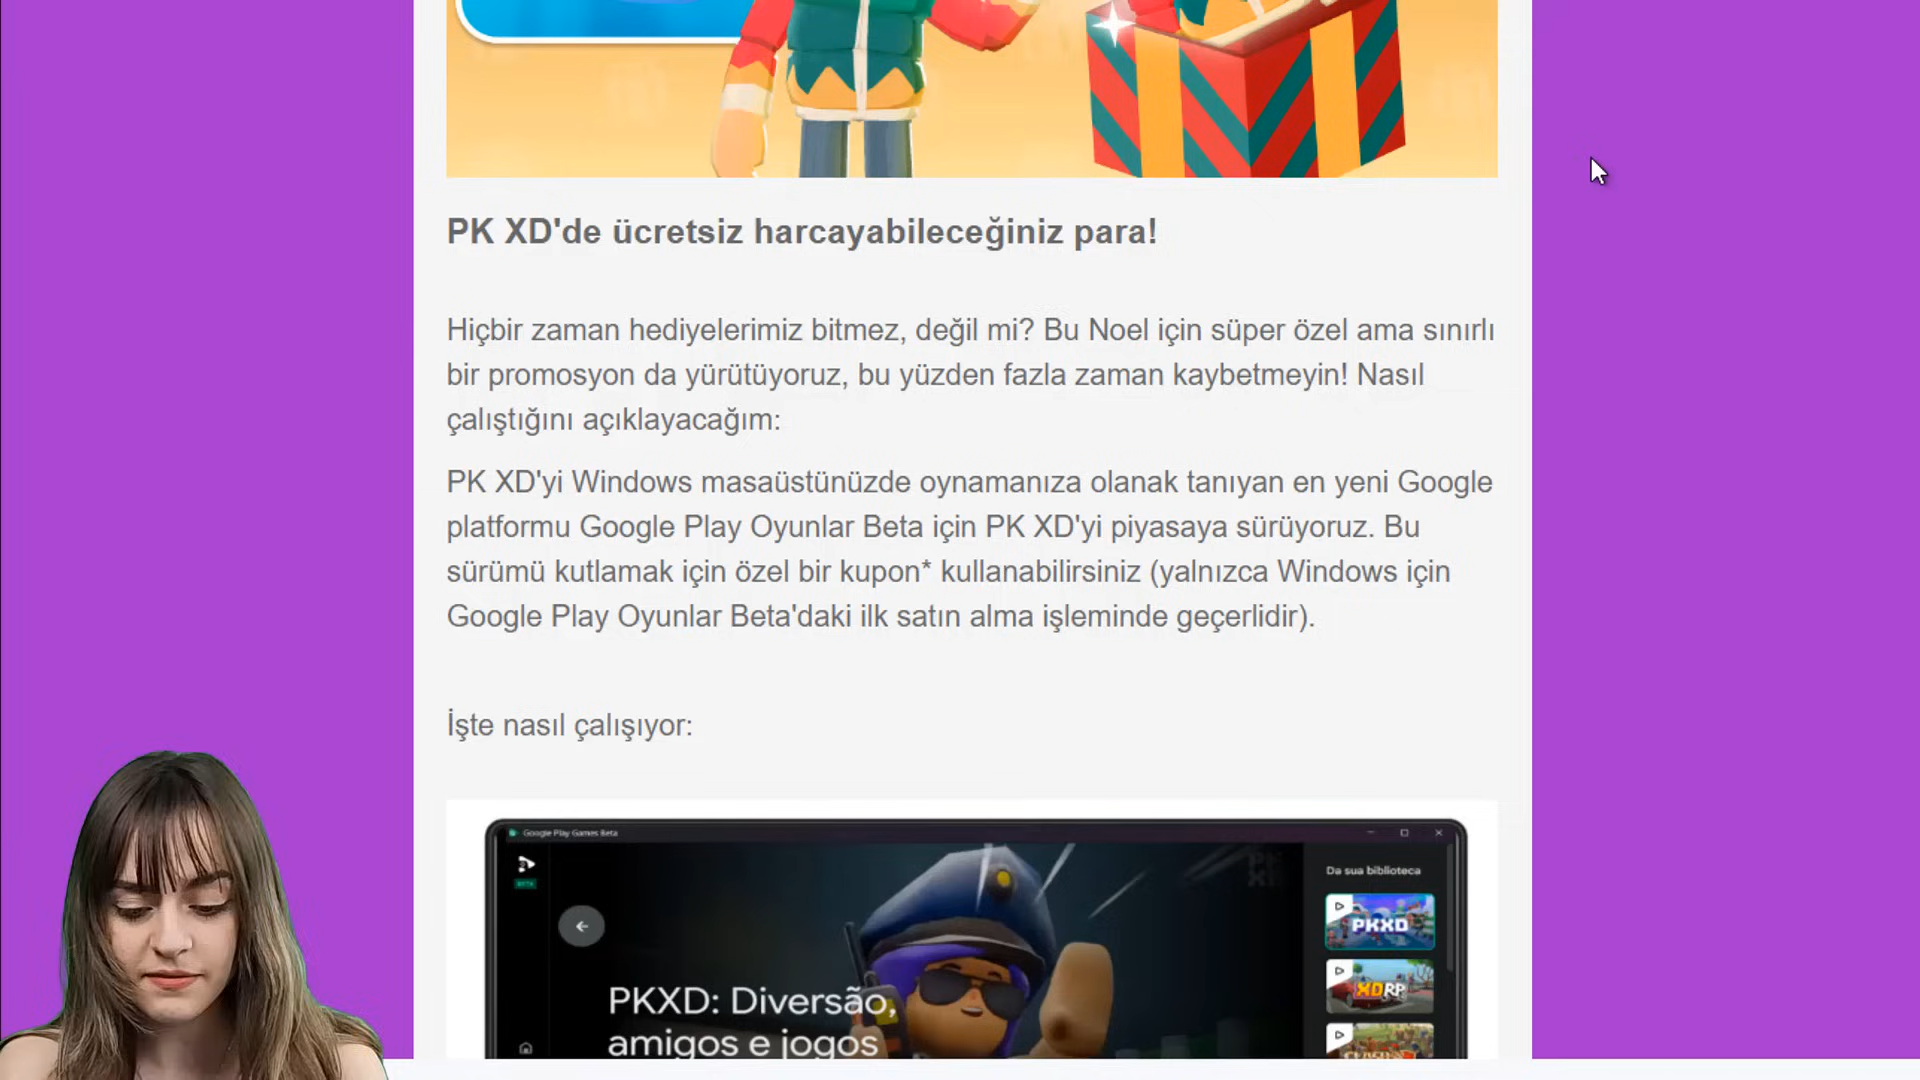 PK XD'de ücretsiz harcayabileceğiniz para!
Hiçbir zaman hediyelerimiz bitmez, değil mi? Bu Noel için süper özel ama sınırlı
bir promosyon da yürütüyoruz, bu yüzden fazla zaman kaybetmeyin! Nasıl
çalıştığını açıklayacağım:
PK XD'yi Windows masaüstünüzde oynamanıza olanak tanıyan en yeni Google
platformu Google Play Oyunlar Beta için PK XD'yi piyasaya sürüyoruz. Bu
sürümü kutlamak için özel bir kupon* kullanabilirsiniz (yalnızca Windows için
Google Play Oyunlar Beta'daki ilk satın alma işleminde geçerlidir).
İşte nasıl çalışıyor:
Google Play Games Beta
BETA
Da sua biblioteca
PKXD
XDRP
PKXD: Diversão,
amigos e jogos